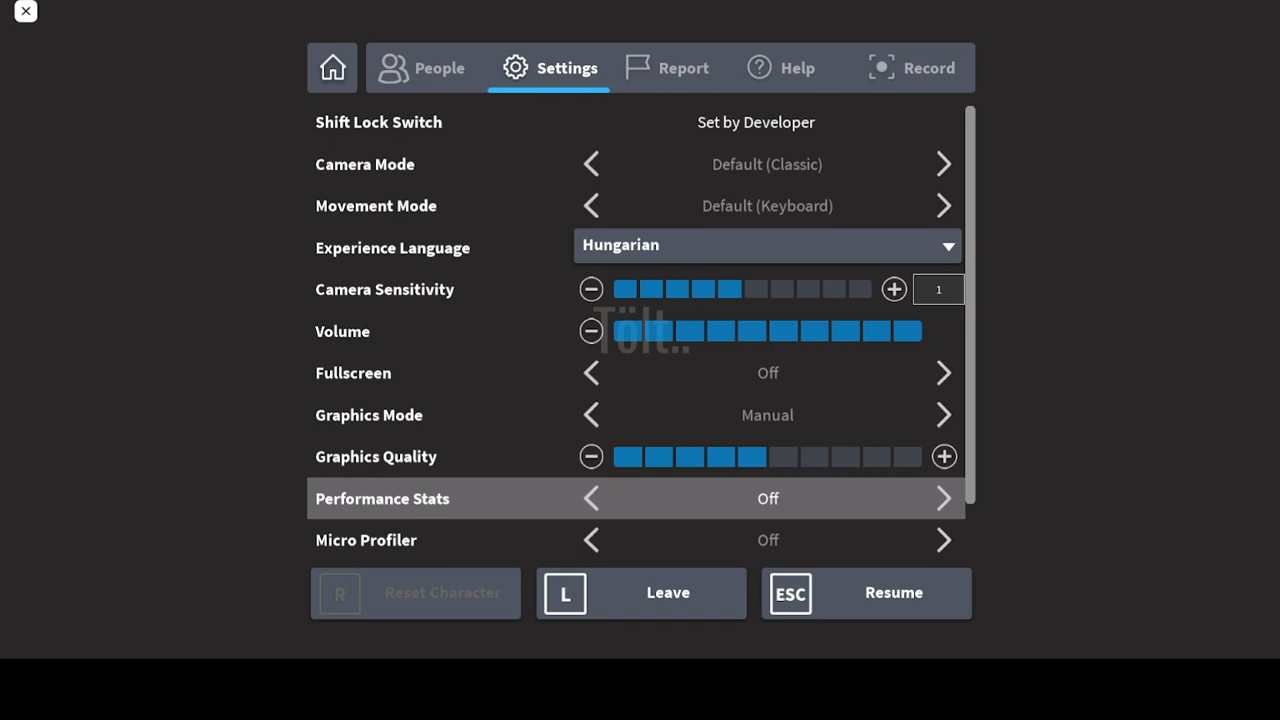 People Settings Report Help Record
Shift Lock Switch Set by Developer
Camera Mode Default (Classic)
Movement Mode Default (Keyboard)
Experience Language Hungarian
Camera Sensitivity 1
Volume
Tölt..
Fullscreen Off
Graphics Mode Manual
Graphics Quality
Performance Stats Off
Micro Profiler Off
R Reset Character L Leave ESC Resume